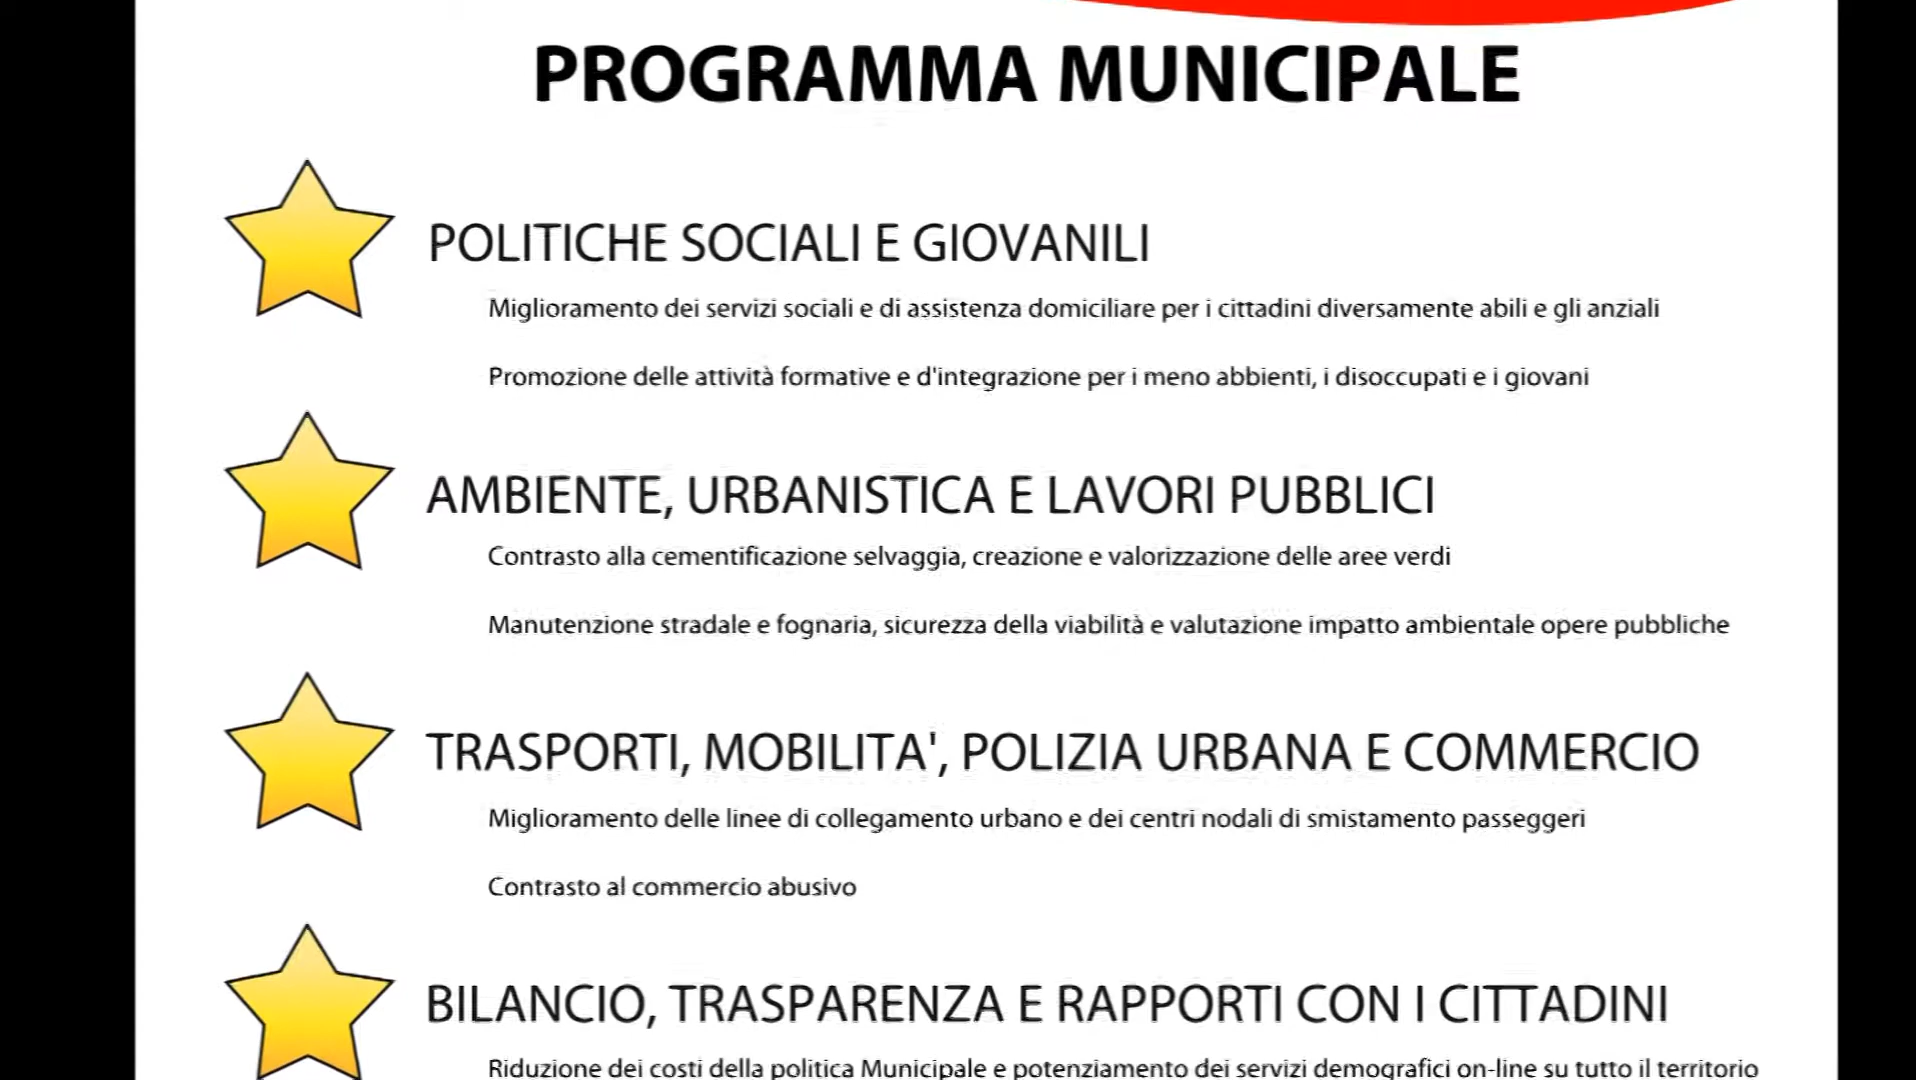 PROGRAMMA MUNICIPALE
POLITICHE SOCIALI E GIOVANILI
Miglioramento dei servizi sociali e di assistenza domiciliare per i cittadini diversamente abili e gli anziali
Promozione delle attività formative e d'integrazione per i meno abbienti, i disoccupati e i giovani
AMBIENTE, URBANISTICA E LAVORI PUBBLICI
Contrasto alla cementificazione selvaggia, creazione e valorizzazione delle aree verdi
Manutenzione stradale e fognaria, sicurezza della viabilità e valutazione impatto ambientale opere pubbliche
TRASPORTI, MOBILITA', POLIZIA URBANA E COMMERCIO
Miglioramento delle linee di collegamento urbano e dei centri nodali di smistamento passeggeri
Contrasto al commercio abusivo
BILANCIO, TRASPARENZA E RAPPORTI CON I CITTADINI
Riduzione dei costi della politica Municipale e potenziamento dei servizi demografici on-line su tutto il territorio